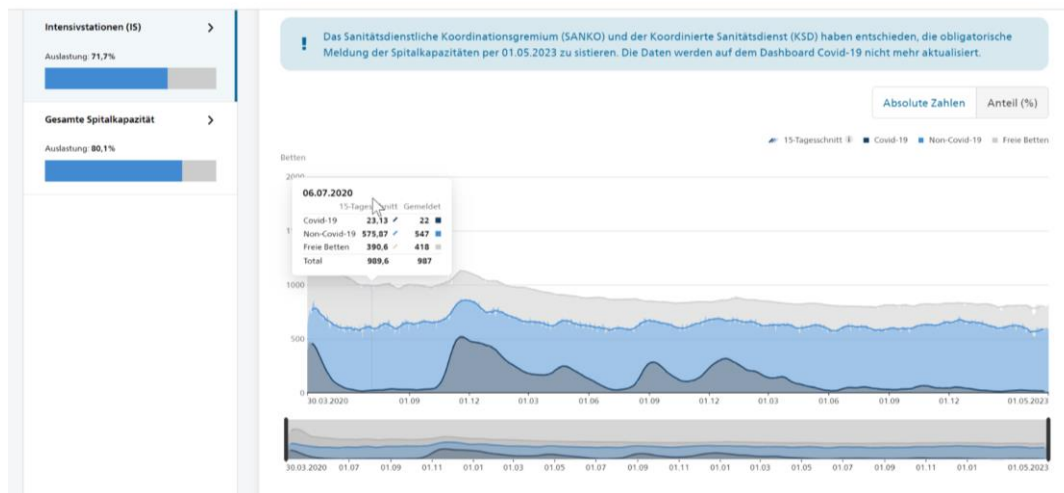 Intensivstationen (IS)
Auslastung: 71,7%
Gesamte Spitalkapazität
Auslastung: 80,1%
Das Sanitätsdienstliche Koordinationsgremium (SANKO) und der Koordinierte Sanitätsdienst (KSD) haben entschieden, die obligatorische
Meldung der Spitalkapazitäten per 01.05.2023 zu sistieren. Die Daten werden auf dem Dashboard Covid-19 nicht mehr aktualisiert.
Absolute Zahlen Anteil (%)
15-Tagesschnitt Covid-19 Non-Covid-19 Freie Betten
Betten
2000
06.07.2020
15-Tagesschnitt Gemeldet
Covid-19 23,13 22
Non-Covid-19 575,87 547
Freie Betten 390,6 418
Total 989,6 987
1000
500
0
30.03.2020 01.09 01.12 01.03 01.06 01.09 01.12 01.03 01.06 01.09 01.12 01.05.2023
30.03.2020 01.07 01.09 01.11 01.01 01.03 01.05 01.07 01.09 01.11 01.01 01.03 01.05 01.07 01.09 01.11 01.01 01.05.2023